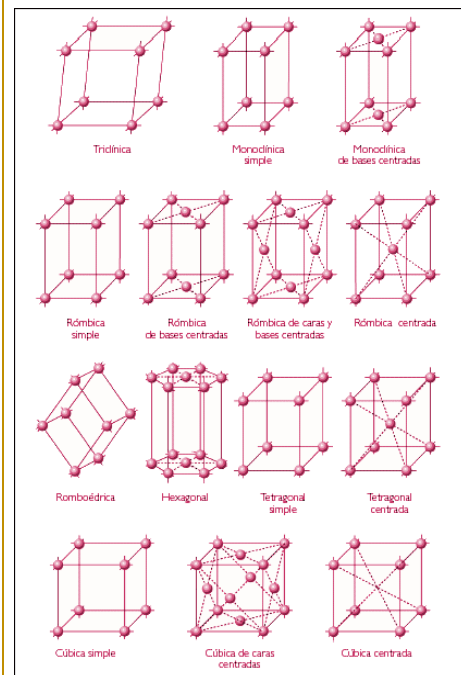 Triclínica
Monoclínica
simple
Monoclínica
de bases centradas
Rómbica
simple
Rómbica
de bases centradas
Rómbica de caras y
bases centradas
Rómbica centrada
Romboédrica
Hexagonal
Tetragonal
simple
Tetragonal
centrada
Cúbica simple
Cúbica de caras
centradas
Cúbica centrada